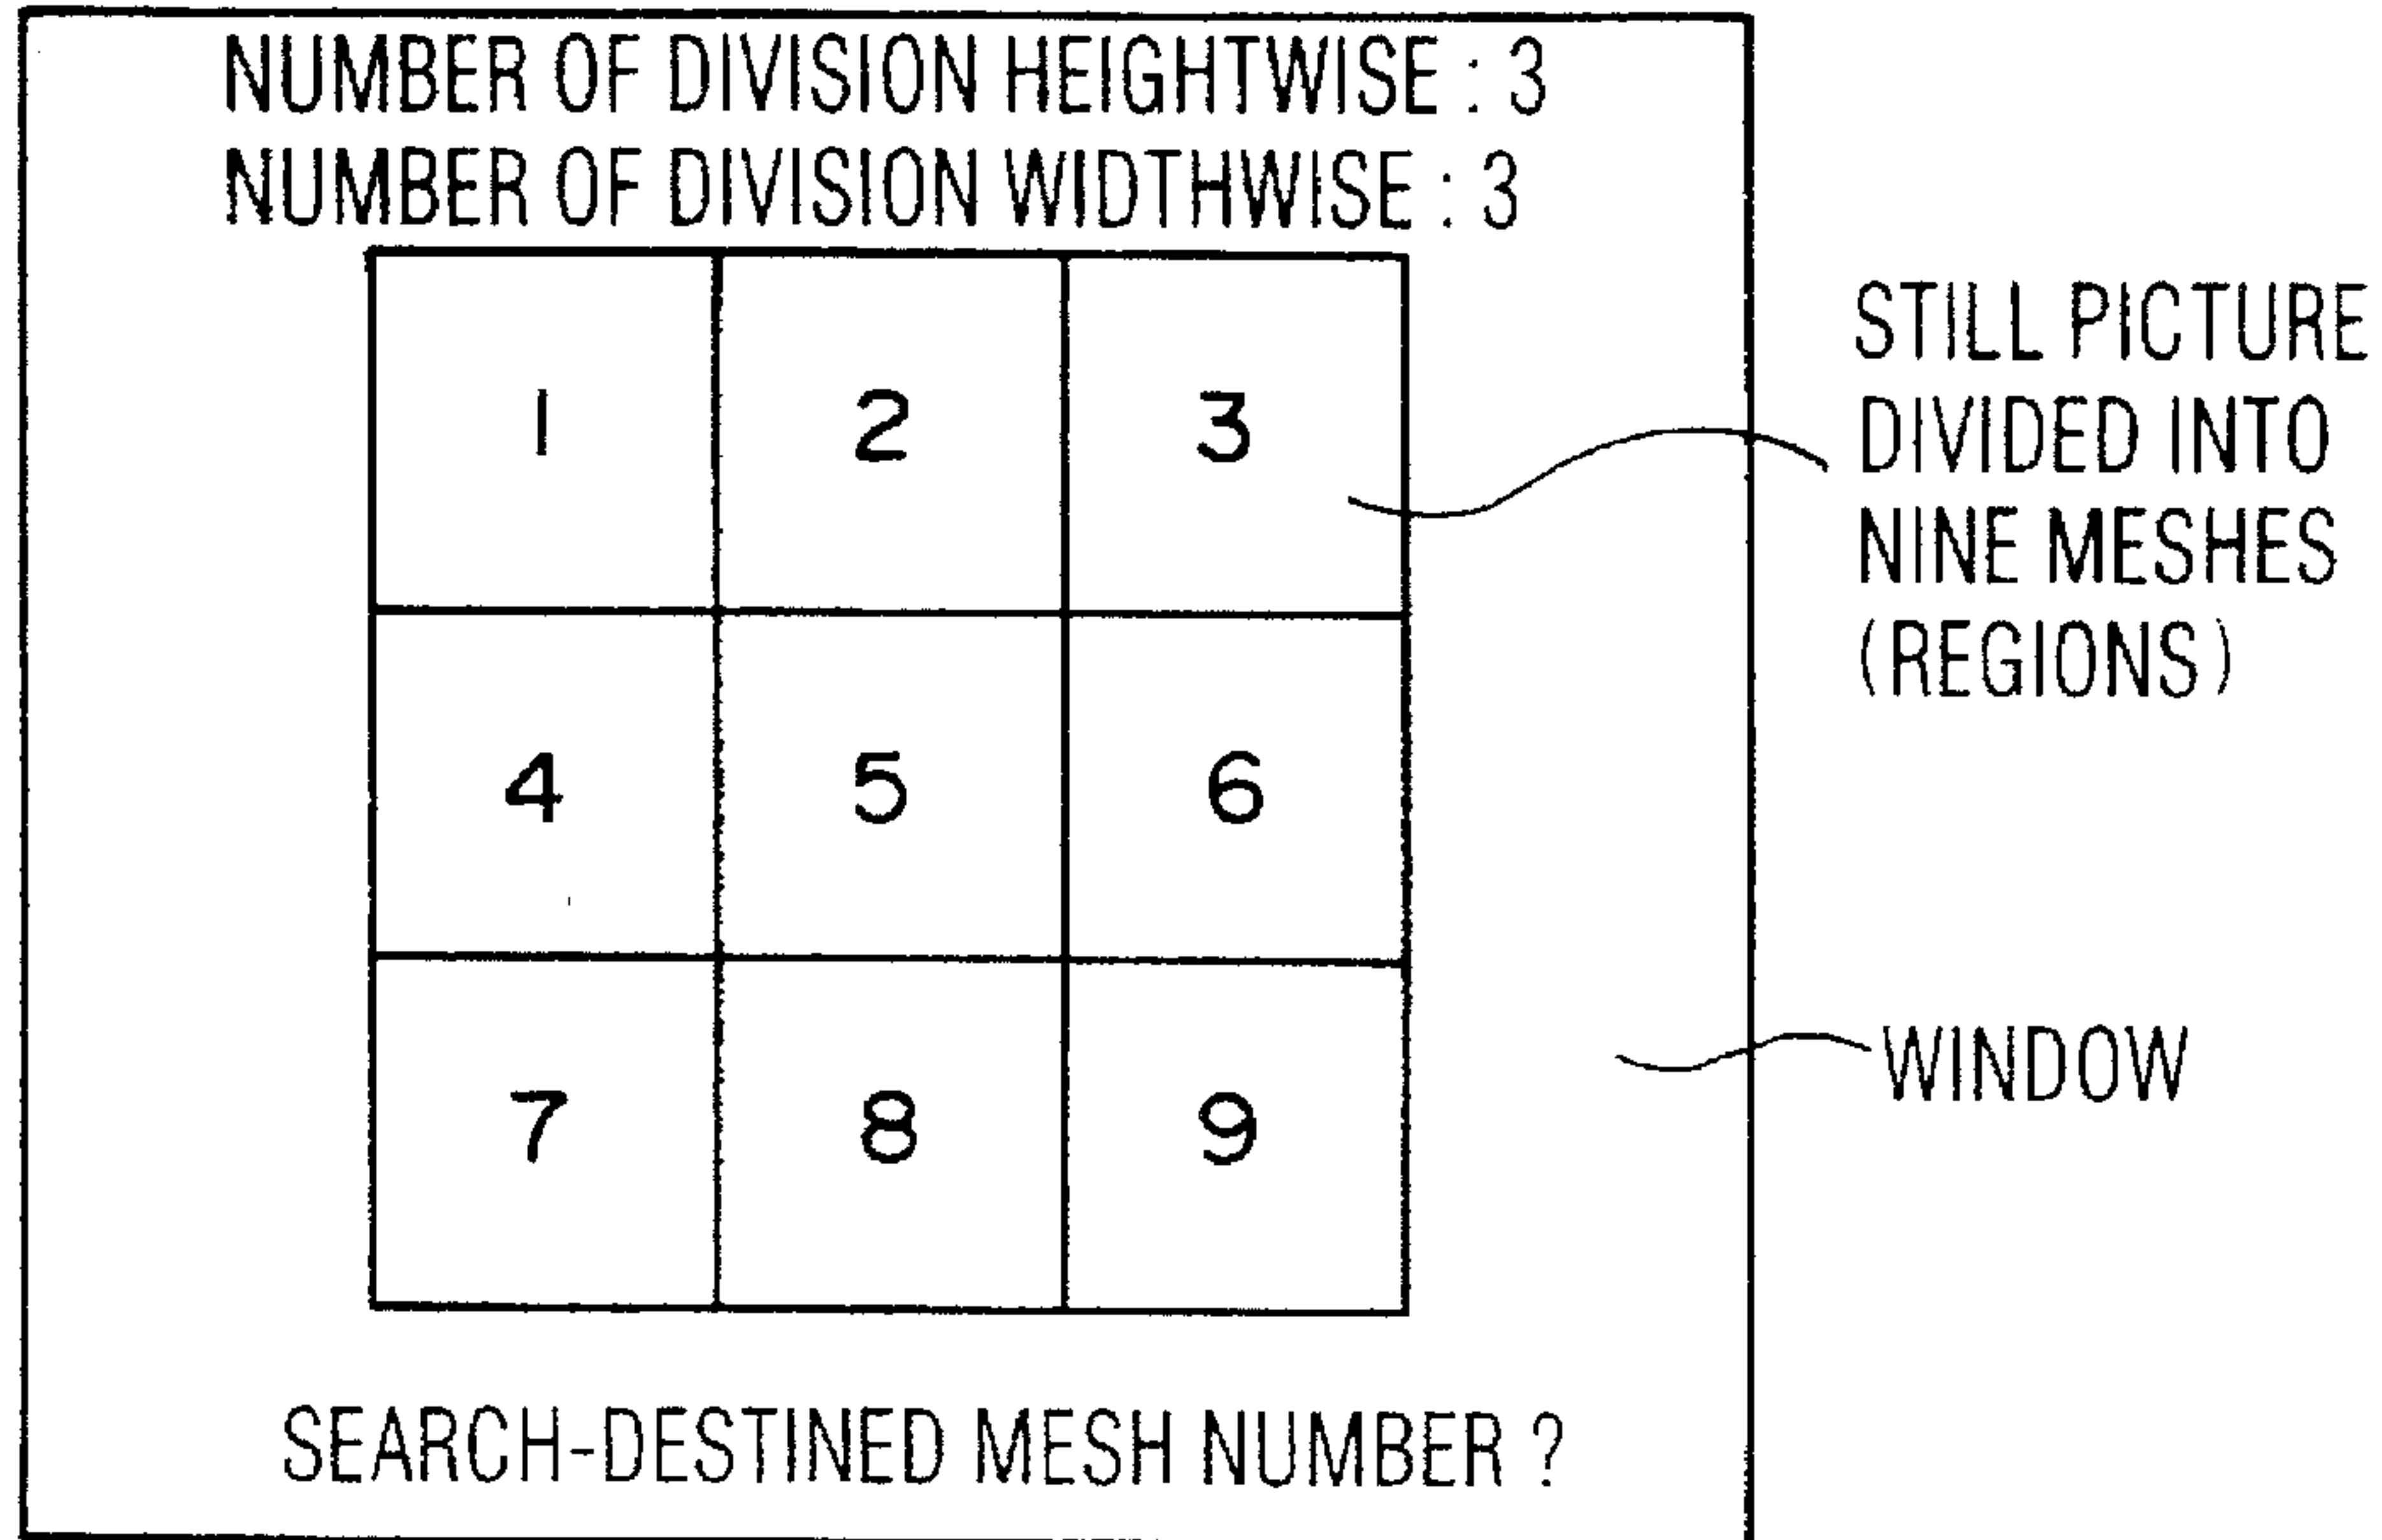 NUMBER OF DIVISION HEIGHTWISE : 3
NUMBER OF DIVISION WIDTHWISE : 3
1 2 3
4 5 6
7 8 9
SEARCH-DESTINED MESH NUMBER ?
STILL PICTURE
DIVIDED INTO
NINE MESHES
(REGIONS)
WINDOW